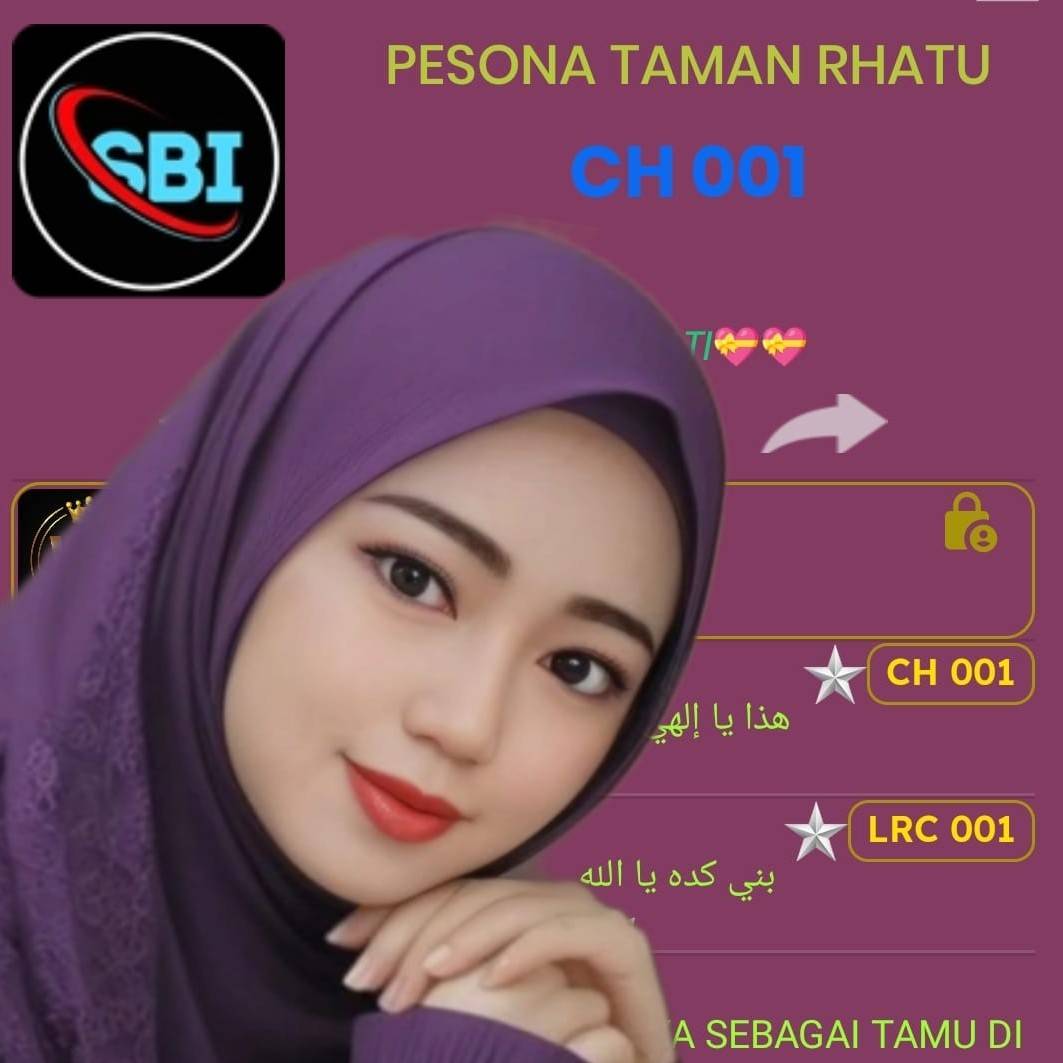 SBI
PESONA TAMAN RHATU
CH 001
TI💝💝
CH 001
هذا يا إلهي
LRC 001
بني كده يا الله
A SEBAGAI TAMU DI